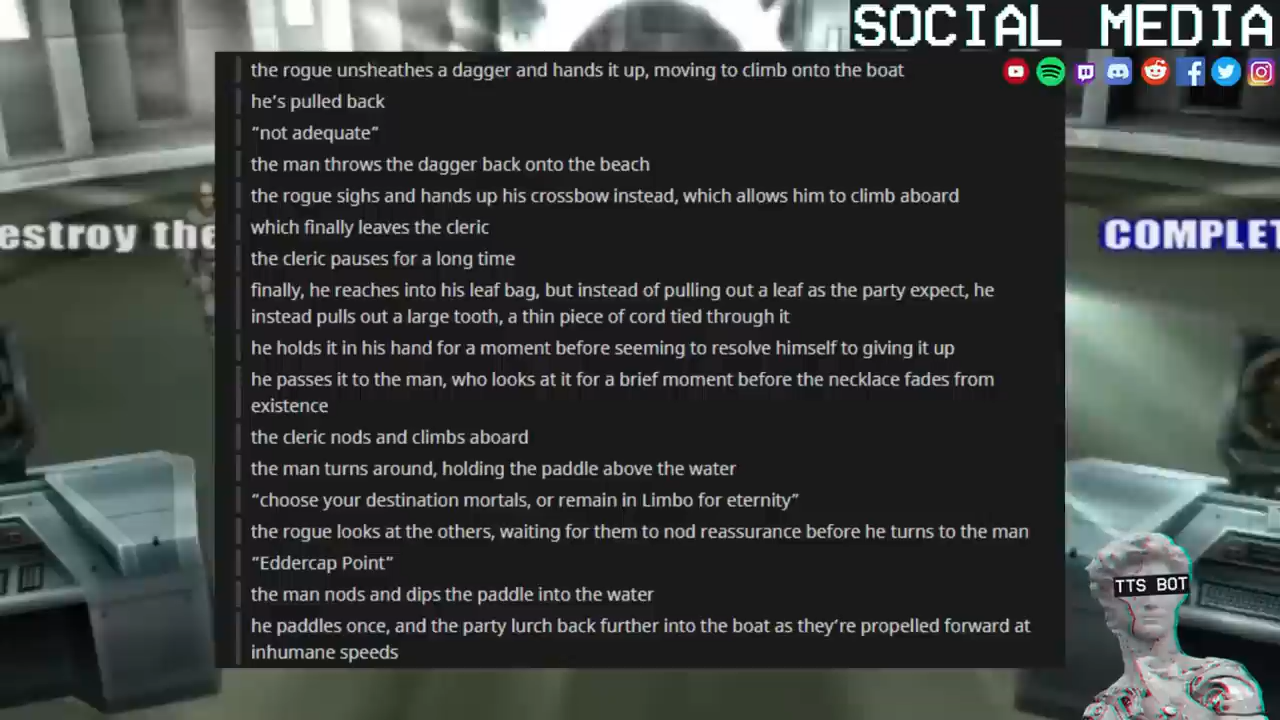 SOCIAL MEDIA
the rogue unsheathes a dagger and hands it up, moving to climb onto the boat
he’s pulled back
“not adequate”
the man throws the dagger back onto the beach
the rogue sighs and hands up his crossbow instead, which allows him to climb aboard
which finally leaves the cleric
estroy the
COMPLET
the cleric pauses for a long time
finally, he reaches into his leaf bag, but instead of pulling out a leaf as the party expect, he
instead pulls out a large tooth, a thin piece of cord tied through it
he holds it in his hand for a moment before seeming to resolve himself to giving it up
he passes it to the man, who looks at it for a brief moment before the necklace fades from
existence
the cleric nods and climbs aboard
the man turns around, holding the paddle above the water
“choose your destination mortals, or remain in Limbo for eternity”
the rogue looks at the others, waiting for them to nod reassurance before he turns to the man
“Eddercap Point”
TTS BOT
the man nods and dips the paddle into the water
he paddles once, and the party lurch back further into the boat as they’re propelled forward at
inhumane speeds